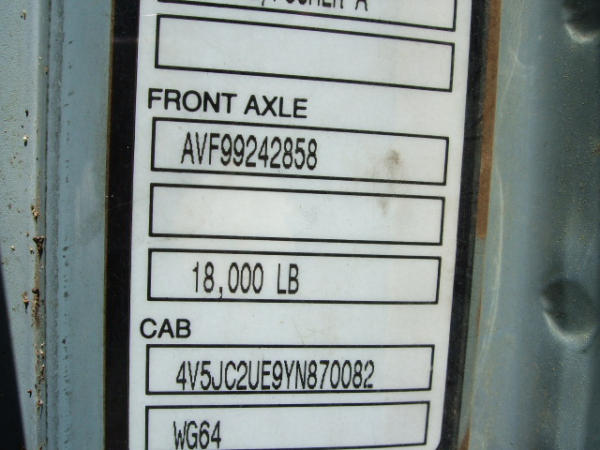 FRONT AXLE
AVF99242858
18,000 LB
CAB
4V5JC2UE9YN870082
WG64